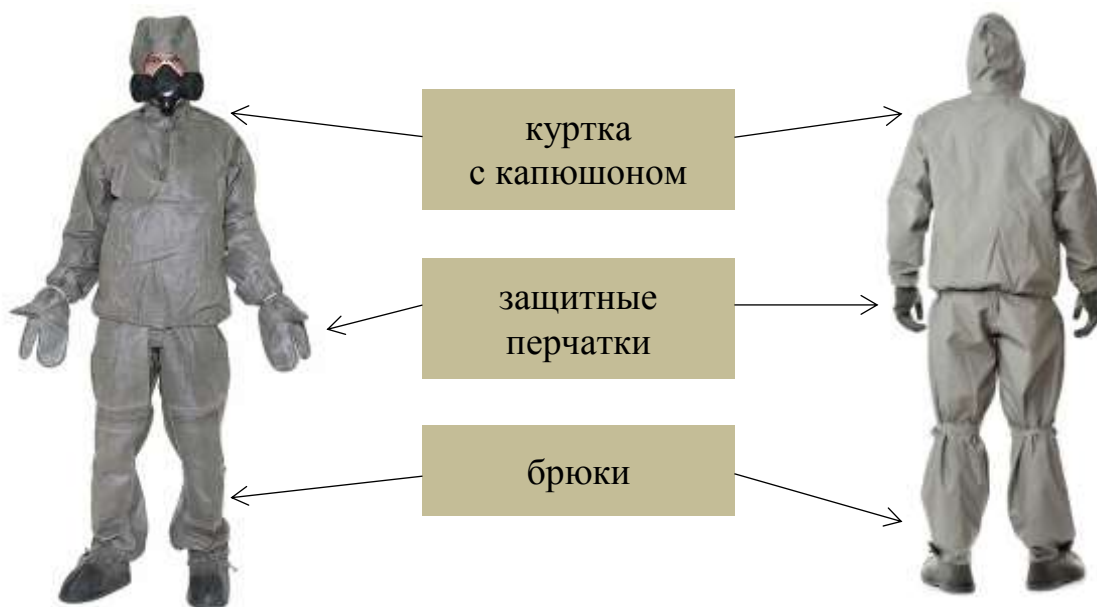 куртка
с капюшоном
защитные
перчатки
брюки